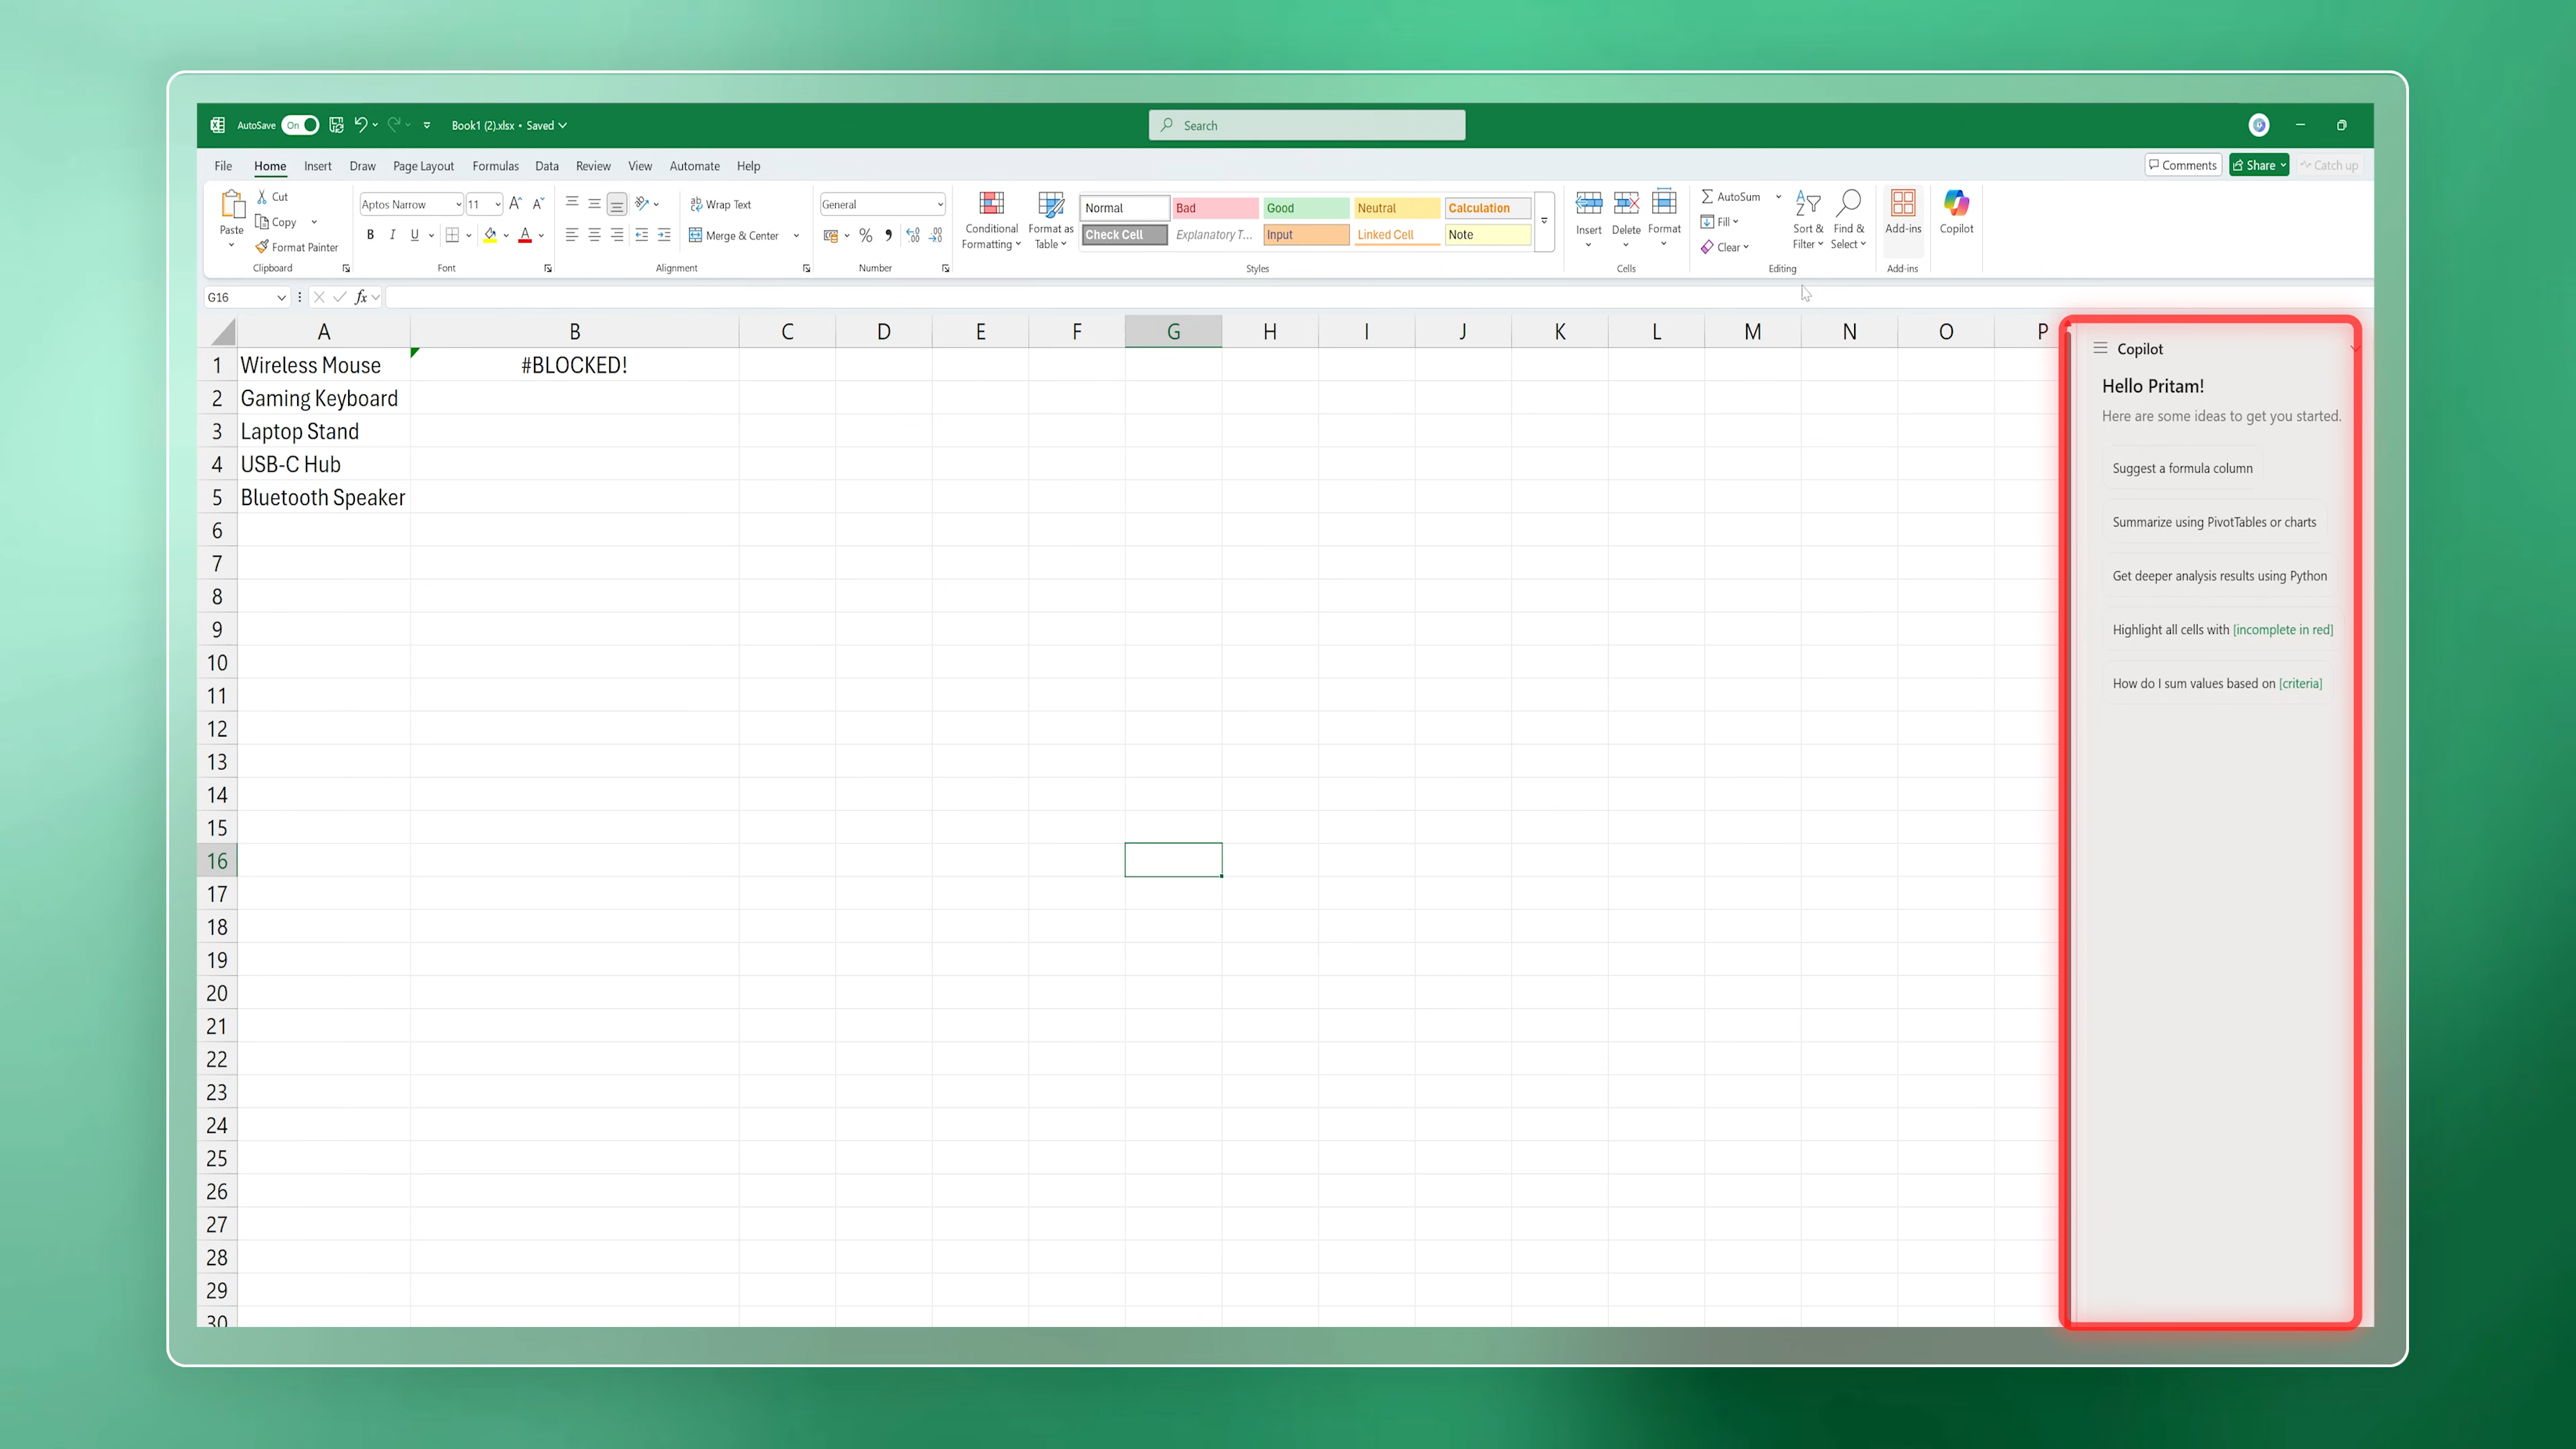 AutoSave On Book1 (2).xlsx • Saved Search
File Home Insert Draw Page Layout Formulas Data Review View Automate Help Comments Share Catch up
Paste Cut Copy Format Painter Clipboard
Aptos Narrow 11 B I U A Font
Wrap Text Merge & Center Alignment
General % Number
Conditional Formatting Format as Table
Normal Bad Good Neutral Calculation
Check Cell Explanatory T... Input Linked Cell Note
Styles
Insert Delete Format Cells
AutoSum Fill Clear Sort & Filter Find & Select Editing
Add-ins Add-ins
Copilot
G16 fx
A B C D E F G H I J K L M N O P
1 Wireless Mouse #BLOCKED!
2 Gaming Keyboard
3 Laptop Stand
4 USB-C Hub
5 Bluetooth Speaker
6
7
8
9
10
11
12
13
14
15
16
17
18
19
20
21
22
23
24
25
26
27
28
29
30
Copilot
Hello Pritam!
Here are some ideas to get you started.
Suggest a formula column
Summarize using PivotTables or charts
Get deeper analysis results using Python
Highlight all cells with [incomplete in red]
How do I sum values based on [criteria]